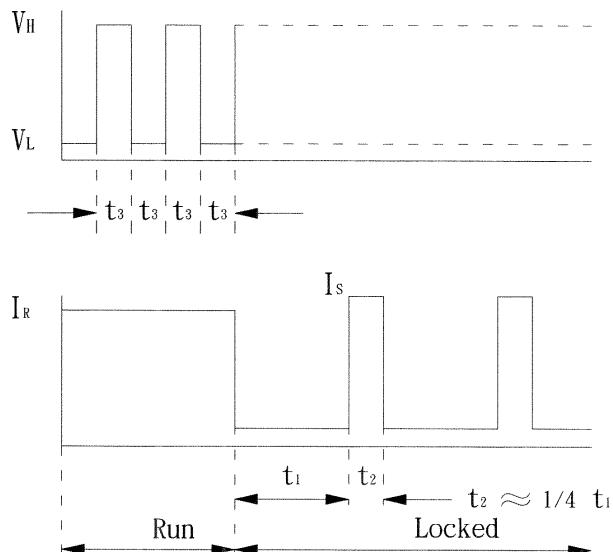 VH
VL
t3 t3 t3 t3
IS
IR
t1 t2 t2 ≈ 1/4 t1
Run Locked